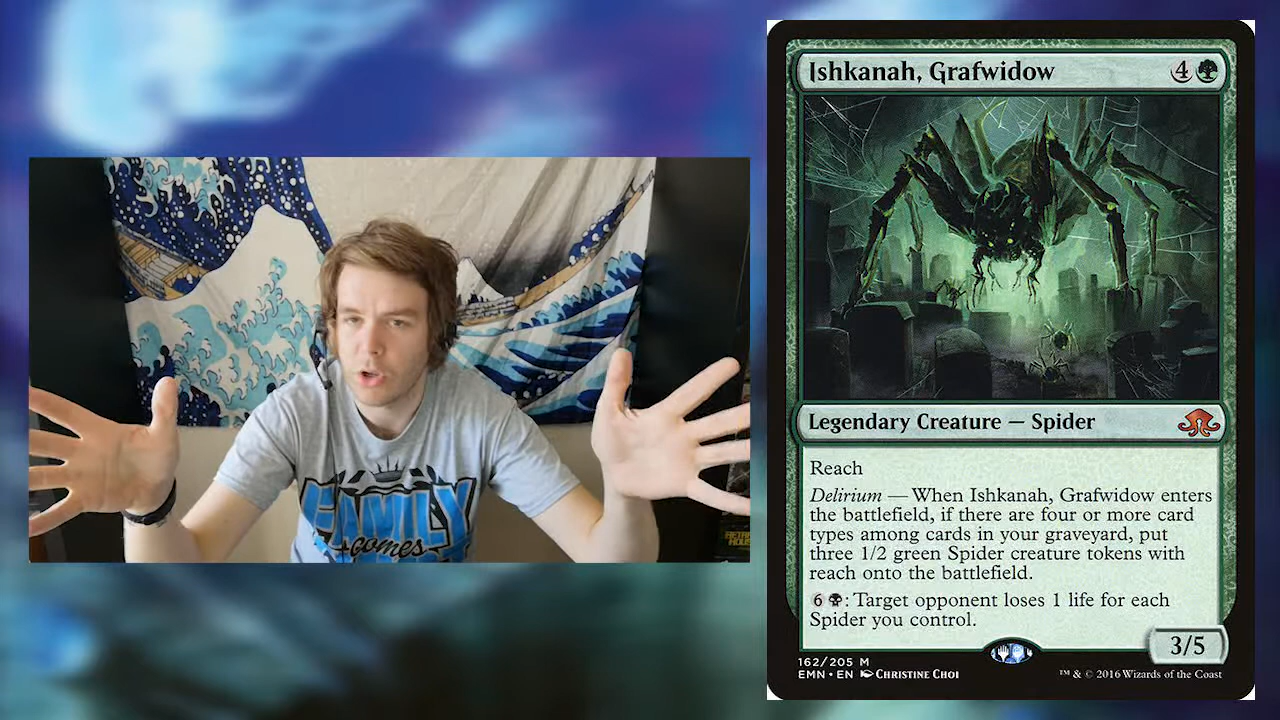 Ishkanah, Grafwidow 4
Legendary Creature — Spider
Reach
Delirium — When Ishkanah, Grafwidow enters
the battlefield, if there are four or more card
types among cards in your graveyard, put
three 1/2 green Spider creature tokens with
reach onto the battlefield.
6 : Target opponent loses 1 life for each
Spider you control.
3/5
162/205 M
EMN • EN Christine Choi
™ & © 2016 Wizards of the Coast
FAMILY
comes